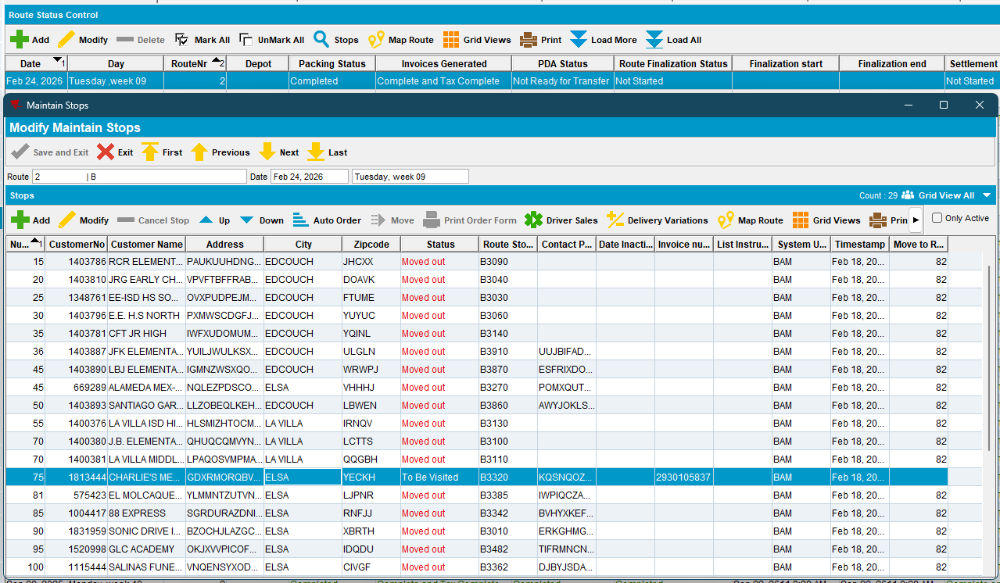 Route Status Control
Add Modify Delete Mark All UnMark All Stops Map Route Grid Views Print Load More Load All
Date 1 Day RouteNr 2 Depot Packing Status Invoices Generated PDA Status Route Finalization Status Finalization start Finalization end Settlement
Feb 24, 2026 Tuesday ,week 09 2 Completed Complete and Tax Complete Not Ready for Transfer Not Started Not Started
Maintain Stops
Modify Maintain Stops
Save and Exit Exit First Previous Next Last
Route 2 | B Date Feb 24, 2026 Tuesday, week 09
Stops Count : 29 Grid View All
Add Modify Cancel Stop Up Down Auto Order Move Print Order Form Driver Sales Delivery Variations Map Route Grid Views Prin Only Active
Nu... 1 CustomerNo Customer Name Address City Zipcode Status Route Sto... Contact P... Date Inacti... Invoice nu... List Instru... System U... Timestamp Move to R...
15 1403786 RCR ELEMENT... PAUKUUHDNG... EDCOUCH JHCXX Moved out B3090 BAM Feb 18, 20... 82
20 1403810 JRG EARLY CH... VPVFTBFFRAB... EDCOUCH DOAVK Moved out B3040 BAM Feb 18, 20... 82
25 1348761 EE-ISD HS SO... OVXPUDPEJM... EDCOUCH FTUME Moved out B3030 BAM Feb 18, 20... 82
30 1403796 E.E. H.S NORTH PXMWSCDGFJ... EDCOUCH YUYUC Moved out B3060 BAM Feb 18, 20... 82
35 1403781 CFT JR HIGH IWFXUDOMUM... EDCOUCH YQINL Moved out B3140 BAM Feb 18, 20... 82
36 1403887 JFK ELEMENTA... YUILJWULKSX... EDCOUCH ULGLN Moved out B3910 UUJBIFAD... BAM Feb 18, 20... 82
45 1403890 LBJ ELEMENTA... IGMNZWSXQO... EDCOUCH WRWPJ Moved out B3870 ESFRIXDO... BAM Feb 18, 20... 82
45 669289 ALAMEDA MEX-... NQLEZPDSCO... ELSA VHHHJ Moved out B3270 POMXQUT... BAM Feb 18, 20... 82
50 1403893 SANTIAGO GAR... LLZOBEQLKEH... EDCOUCH LBWEN Moved out B3860 AWYJOKLS... BAM Feb 18, 20... 82
55 1400376 LA VILLA ISD HI... HLSMIZHTOCM... LA VILLA IRNQV Moved out B3130 BAM Feb 18, 20... 82
70 1400380 J.B. ELEMENTA... QHUQCQMVYN... LA VILLA LCTTS Moved out B3100 BAM Feb 18, 20... 82
70 1400381 LA VILLA MIDDL... LPAQOSVMPMA... LA VILLA QQGBH Moved out B3110 BAM Feb 18, 20... 82
75 1813444 CHARLIE'S ME... GDXRMORQBV... ELSA YECKH To Be Visited B3320 KQSNQOZ... 2930105837 BAM Feb 18, 20...
81 575423 EL MOLCAQUE... YLMMNTZUTVN... ELSA LJPNR Moved out B3385 IWPIQCZA... BAM Feb 18, 20... 82
85 1004417 88 EXPRESS SGRDURAZDNI... ELSA RNFJJ Moved out B3342 BVHYXKEF... BAM Feb 18, 20... 82
90 1831959 SONIC DRIVE I... BZOCHJLAZGC... ELSA XBRTH Moved out B3010 ERKGHMG... BAM Feb 18, 20... 82
95 1520998 GLC ACADEMY OKJXVVPICOF... ELSA IDQDU Moved out B3482 TIFRMNCN... BAM Feb 18, 20... 82
100 1115444 SALINAS FUNE... VNQENSYXOD... ELSA CIVGF Moved out B3362 DJBYJSDA... BAM Feb 18, 20... 82